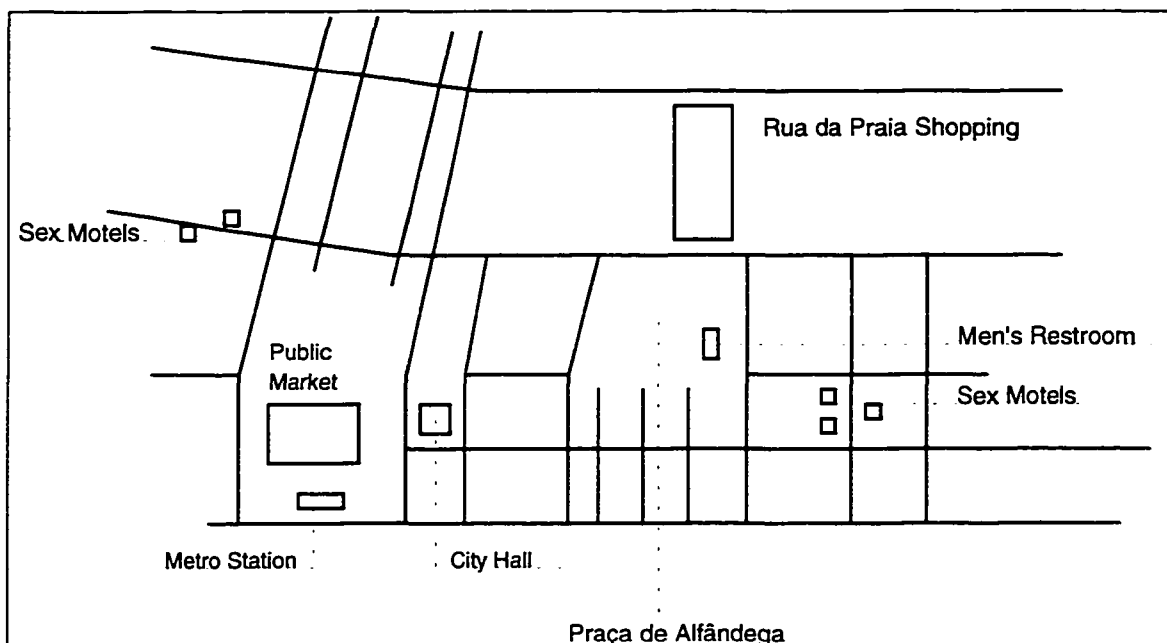 Rua da Praia Shopping
Sex Motels
Men's Restroom
Public
Market
Sex Motels
Metro Station
City Hall
Praça de Alfândega